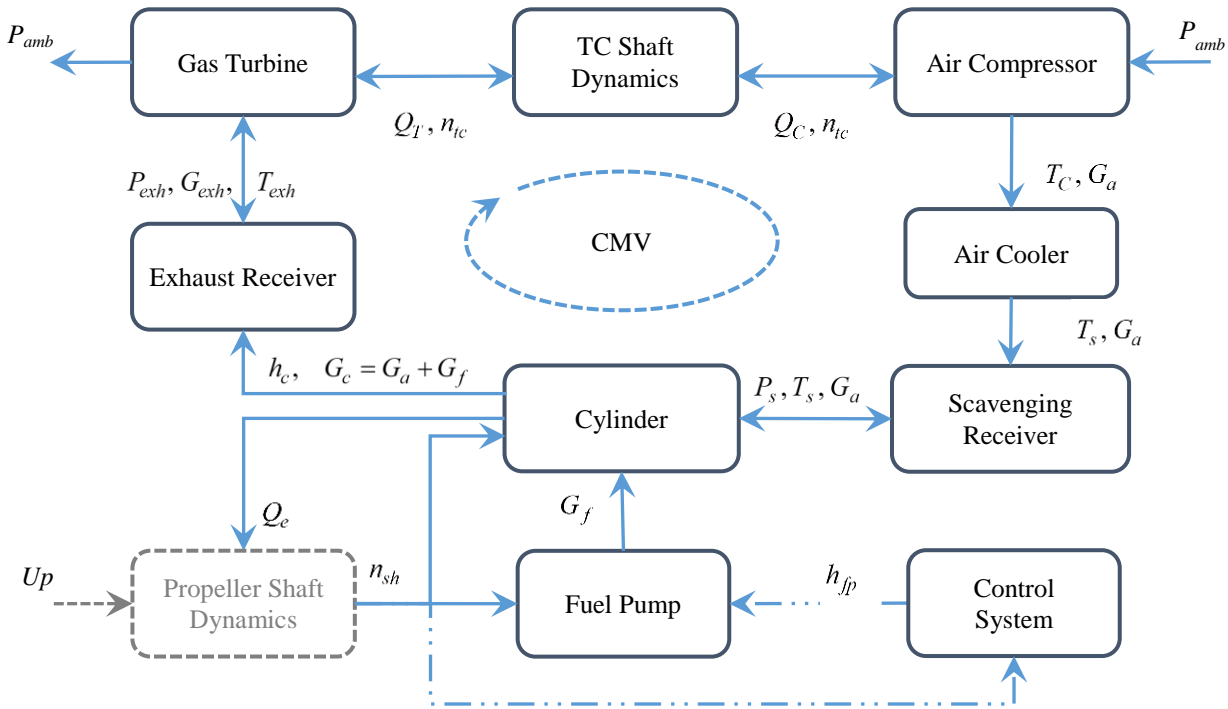 P_amb
Gas Turbine
TC Shaft
Dynamics
Air Compressor
P_amb
Q_T, n_tc
Q_C, n_tc
P_exh, G_exh, T_exh
T_C, G_a
CMV
Exhaust Receiver
Air Cooler
T_s, G_a
h_c, G_c = G_a + G_f
Cylinder
P_s, T_s, G_a
Scavenging
Receiver
Q_e
G_f
Up
Propeller Shaft
Dynamics
n_sh
Fuel Pump
h_fp
Control
System